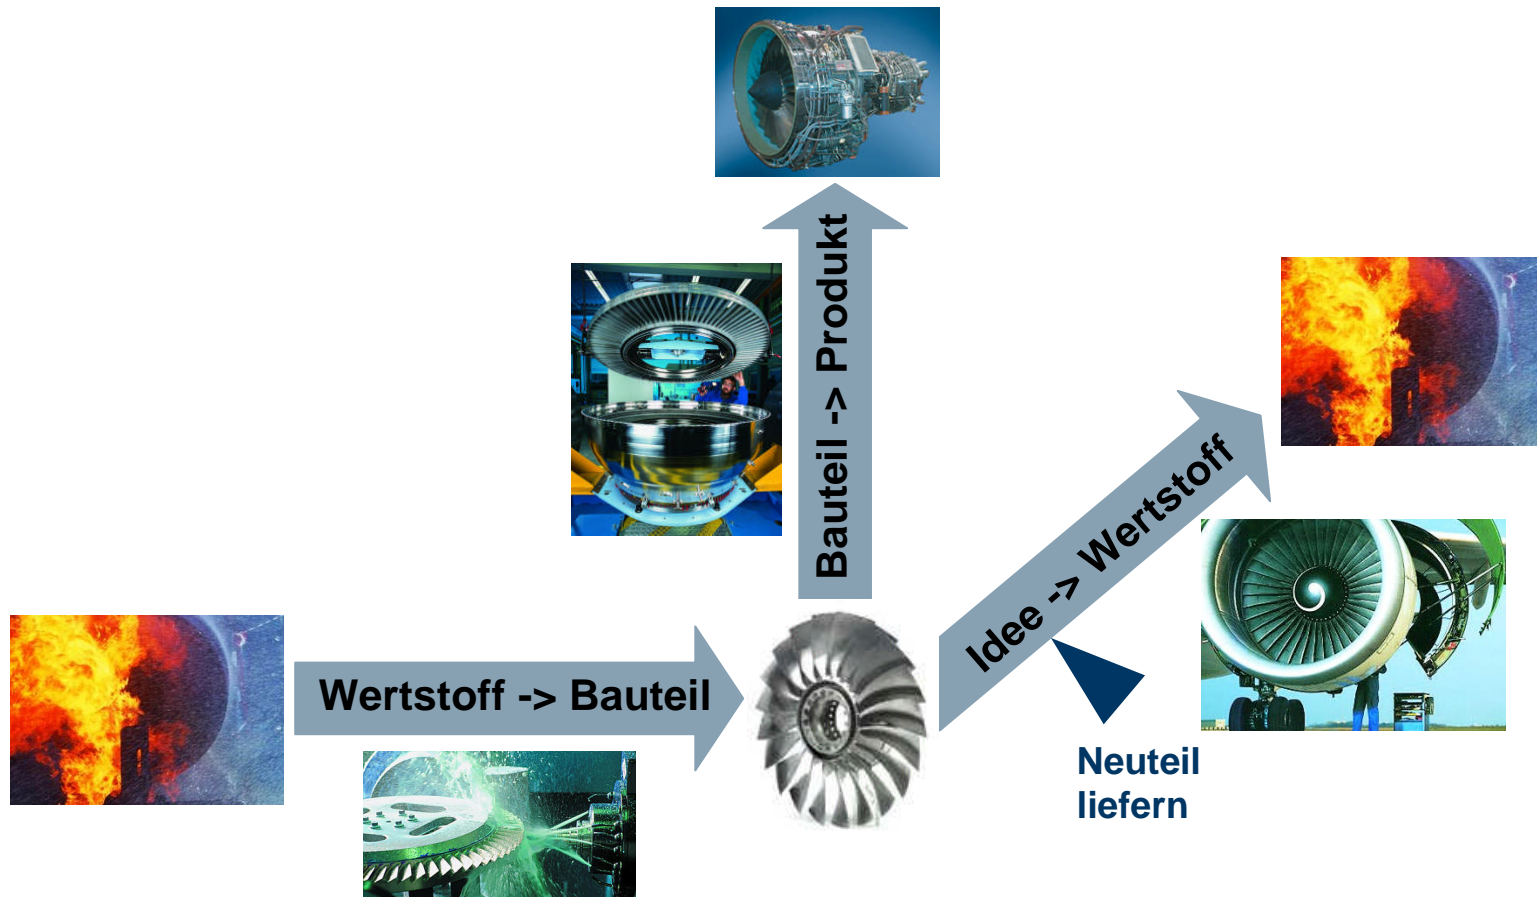 Bauteil -> Produkt
Idee -> Wertstoff
Wertstoff -> Bauteil
Neuteil
liefern